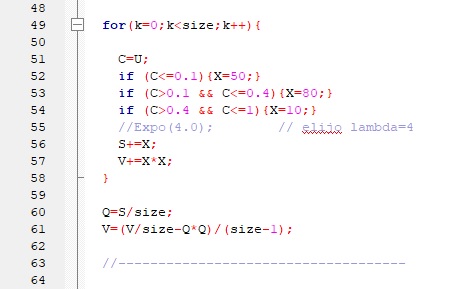 48
49 for(k=0;k<size;k++){
50
51 C=U;
52 if (C<=0.1){X=50;}
53 if (C>0.1 && C<=0.4){X=80;}
54 if (C>0.4 && C<=1){X=10;}
55 //Expo(4.0); // elijo lambda=4
56 S+=X;
57 V+=X*X;
58 }
59
60 Q=S/size;
61 V=(V/size-Q*Q)/(size-1);
62
63 //------------------------------------
64